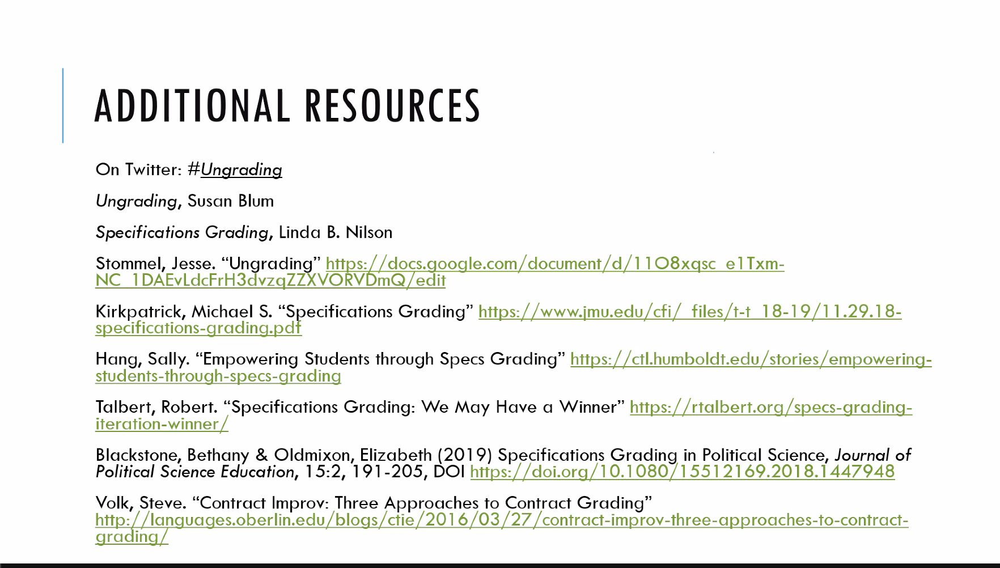 ADDITIONAL RESOURCES
On Twitter: #Ungrading
Ungrading, Susan Blum
Specifications Grading, Linda B. Nilson
Stommel, Jesse. “Ungrading” https://docs.google.com/document/d/11O8xqsc_e1Txm-
NC_1DAEvLdcFrH3dvzqZZXVORVDmQ/edit
Kirkpatrick, Michael S. “Specifications Grading” https://www.jmu.edu/cfi/_files/t-t_18-19/11.29.18-
specifications-grading.pdf
Hang, Sally. “Empowering Students through Specs Grading” https://ctl.humboldt.edu/stories/empowering-
students-through-specs-grading
Talbert, Robert. “Specifications Grading: We May Have a Winner” https://rtalbert.org/specs-grading-
iteration-winner/
Blackstone, Bethany & Oldmixon, Elizabeth (2019) Specifications Grading in Political Science, Journal of
Political Science Education, 15:2, 191-205, DOI https://doi.org/10.1080/15512169.2018.1447948
Volk, Steve. “Contract Improv: Three Approaches to Contract Grading”
http://languages.oberlin.edu/blogs/ctie/2016/03/27/contract-improv-three-approaches-to-contract-
grading/